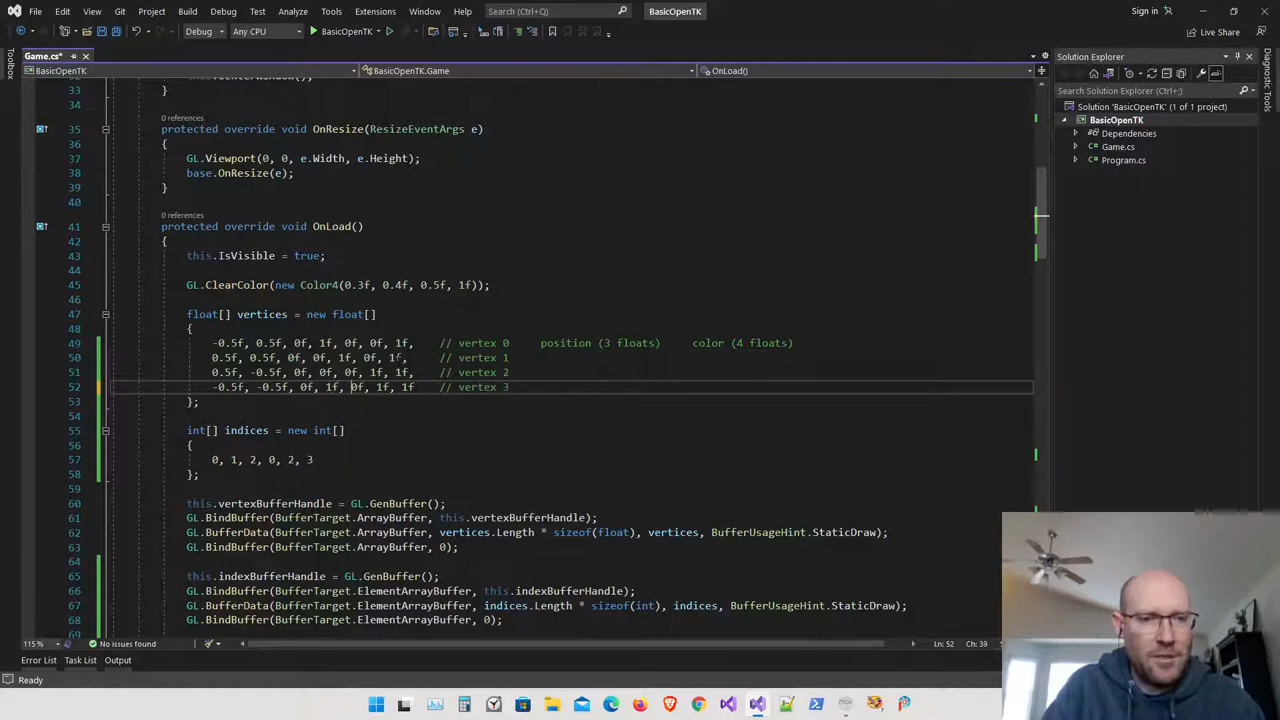 File Edit View Git Project Build Debug Test Analyze Tools Extensions Window Help Search (Ctrl+Q) BasicOpenTK Sign in
Debug Any CPU BasicOpenTK Live Share
Toolbox
Game.cs*
BasicOpenTK BasicOpenTK.Game OnLoad()
33 }
34
0 references
35 protected override void OnResize(ResizeEventArgs e)
36 {
37 GL.Viewport(0, 0, e.Width, e.Height);
38 base.OnResize(e);
39 }
40
0 references
41 protected override void OnLoad()
42 {
43 this.IsVisible = true;
44
45 GL.ClearColor(new Color4(0.3f, 0.4f, 0.5f, 1f));
46
47 float[] vertices = new float[]
48 {
49 -0.5f, 0.5f, 0f, 1f, 0f, 0f, 1f, // vertex 0 position (3 floats) color (4 floats)
50 0.5f, 0.5f, 0f, 0f, 1f, 0f, 1f, // vertex 1
51 0.5f, -0.5f, 0f, 0f, 0f, 1f, 1f, // vertex 2
52 -0.5f, -0.5f, 0f, 1f, 0f, 1f, 1f // vertex 3
53 };
54
55 int[] indices = new int[]
56 {
57 0, 1, 2, 0, 2, 3
58 };
59
60 this.vertexBufferHandle = GL.GenBuffer();
61 GL.BindBuffer(BufferTarget.ArrayBuffer, this.vertexBufferHandle);
62 GL.BufferData(BufferTarget.ArrayBuffer, vertices.Length * sizeof(float), vertices, BufferUsageHint.StaticDraw);
63 GL.BindBuffer(BufferTarget.ArrayBuffer, 0);
64
65 this.indexBufferHandle = GL.GenBuffer();
66 GL.BindBuffer(BufferTarget.ElementArrayBuffer, this.indexBufferHandle);
67 GL.BufferData(BufferTarget.ElementArrayBuffer, indices.Length * sizeof(int), indices, BufferUsageHint.StaticDraw);
68 GL.BindBuffer(BufferTarget.ElementArrayBuffer, 0);
69
115 % No issues found Ln: 52 Ch: 39
Error List Task List Output
Ready
Solution Explorer
Search Solution Explorer (Ctrl+;)
Solution 'BasicOpenTK' (1 of 1 project)
BasicOpenTK
Dependencies
Game.cs
Program.cs
Diagnostic Tools